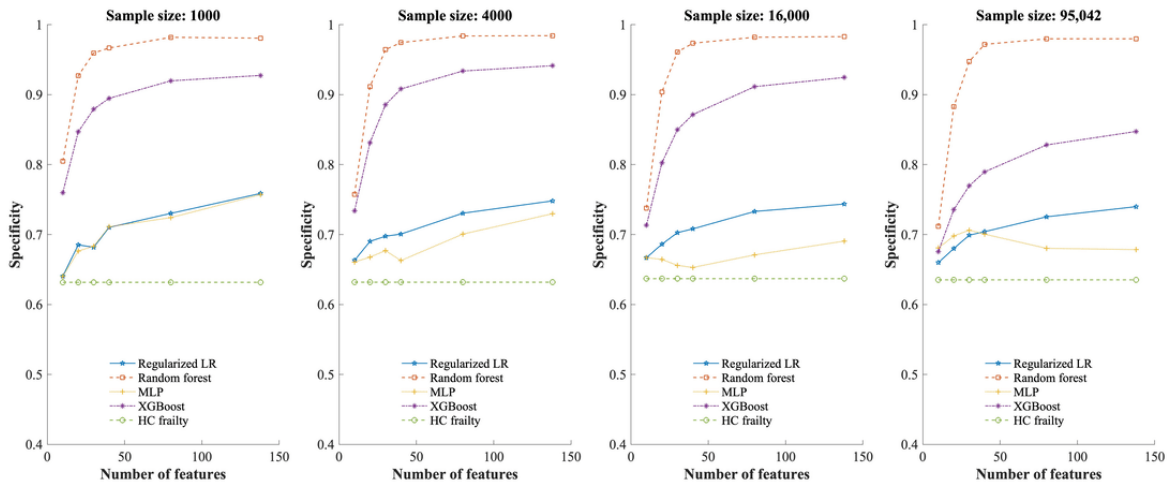 Sample size: 1000
1
0.9
0.8
0.7
0.6
0.5
0.4
Specificity
Regularized LR
Random forest
MLP
XGBoost
HC frailty
0 50 100 150
Number of features
Sample size: 4000
1
0.9
0.8
0.7
0.6
0.5
0.4
Specificity
Regularized LR
Random forest
MLP
XGBoost
HC frailty
0 50 100 150
Number of features
Sample size: 16,000
1
0.9
0.8
0.7
0.6
0.5
0.4
Specificity
Regularized LR
Random forest
MLP
XGBoost
HC frailty
0 50 100 150
Number of features
Sample size: 95,042
1
0.9
0.8
0.7
0.6
0.5
0.4
Specificity
Regularized LR
Random forest
MLP
XGBoost
HC frailty
0 50 100 150
Number of features